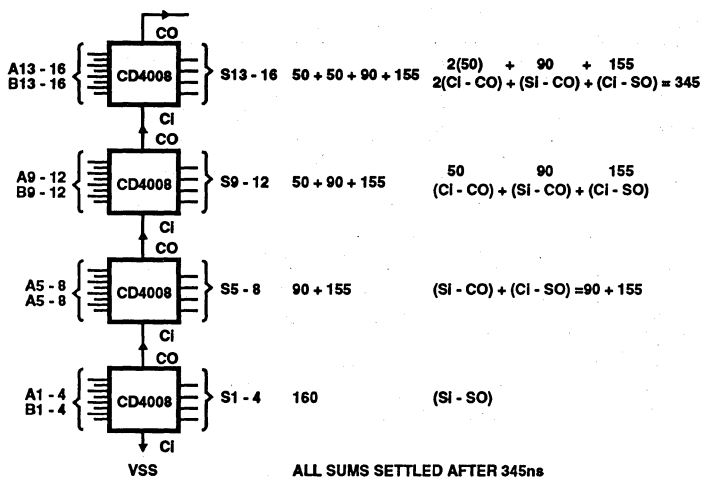 CO
2(50) + 90 + 155
A13 - 16
B13 - 16
CD4008
S13 - 16
50 + 50 + 90 + 155
2(Ci - CO) + (Si - CO) + (Ci - SO) = 345
Ci
CO
50 90 155
A9 - 12
B9 - 12
CD4008
S9 - 12
50 + 90 + 155
(Ci - CO) + (Si - CO) + (Ci - SO)
Ci
CO
A5 - 8
A5 - 8
CD4008
S5 - 8
90 + 155
(Si - CO) + (Ci - SO) =90 + 155
Ci
CO
A1 - 4
B1 - 4
CD4008
S1 - 4
160
(Si - SO)
Ci
VSS
ALL SUMS SETTLED AFTER 345ns